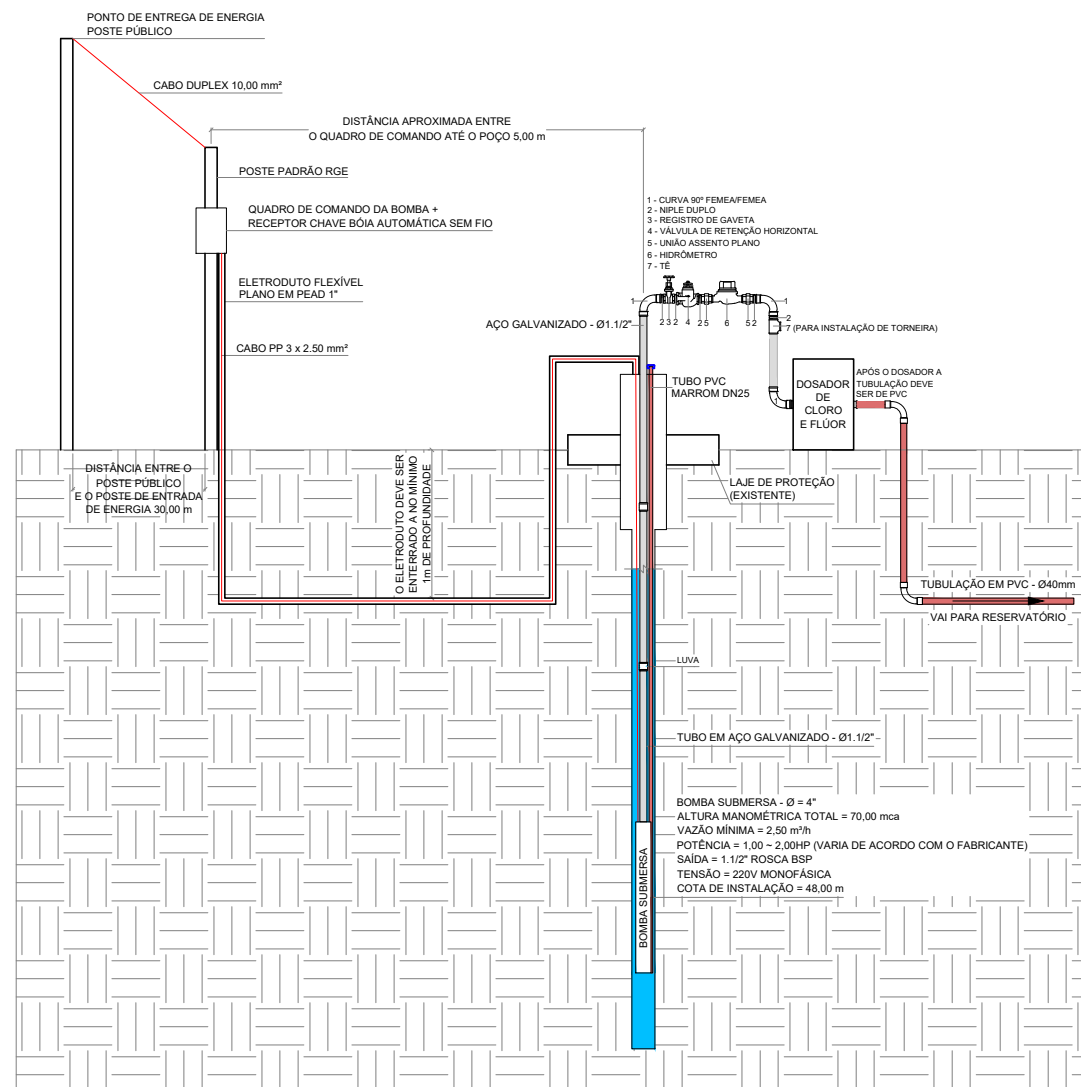 PONTO DE ENTREGA DE ENERGIA
POSTE PÚBLICO
CABO DUPLEX 10,00 mm²
DISTÂNCIA APROXIMADA ENTRE
O QUADRO DE COMANDO ATÉ O POÇO 5,00 m
POSTE PADRÃO RGE
QUADRO DE COMANDO DA BOMBA +
RECEPTOR CHAVE BÓIA AUTOMÁTICA SEM FIO
1 - CURVA 90º FEMEA/FEMEA
2 - NIPLE DUPLO
3 - REGISTRO DE GAVETA
4 - VÁLVULA DE RETENÇÃO HORIZONTAL
5 - UNIÃO ASSENTO PLANO
6 - HIDRÔMETRO
7 - TÊ
ELETRODUTO FLEXÍVEL
PLANO EM PEAD 1"
1
2
3
2
4
2
5
6
5
2
1
2
7 (PARA INSTALAÇÃO DE TORNEIRA)
1
AÇO GALVANIZADO - Ø1.1/2"
CABO PP 3 x 2.50 mm²
TUBO PVC
MARROM DN25
DOSADOR
DE
CLORO
E FLÚOR
APÓS O DOSADOR A
TUBULAÇÃO DEVE
SER DE PVC
DISTÂNCIA ENTRE O
POSTE PÚBLICO
E O POSTE DE ENTRADA
DE ENERGIA 30,00 m
O ELETRODUTO DEVE SER
ENTERRADO A NO MÍNIMO
1m DE PROFUNDIDADE
LAJE DE PROTEÇÃO
(EXISTENTE)
TUBULAÇÃO EM PVC - Ø40mm
VAI PARA RESERVATÓRIO
LUVA
TUBO EM AÇO GALVANIZADO - Ø1.1/2"
BOMBA SUBMERSA - Ø = 4"
ALTURA MANOMÉTRICA TOTAL = 70,00 mca
VAZÃO MÍNIMA = 2,50 m³/h
POTÊNCIA = 1,00 ~ 2,00HP (VARIA DE ACORDO COM O FABRICANTE)
SAÍDA = 1.1/2" ROSCA BSP
TENSÃO = 220V MONOFÁSICA
COTA DE INSTALAÇÃO = 48,00 m
BOMBA SUBMERSA